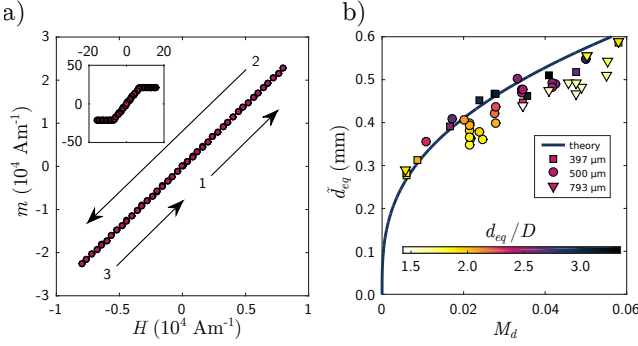 a)
b)
-20 0 20
50
0
-50
3
2
1
0
-1
-2
-3
2
1
3
-1 -0.5 0 0.5 1
H (10⁴ Am⁻¹)
m (10⁴ Am⁻¹)
0.6
0.5
0.4
0.3
0.2
0.1
0.0
d̃eq (mm)
theory
397 µm
500 µm
793 µm
deq/D
1.5 2.0 2.5 3.0
0 0.02 0.04 0.06
Md